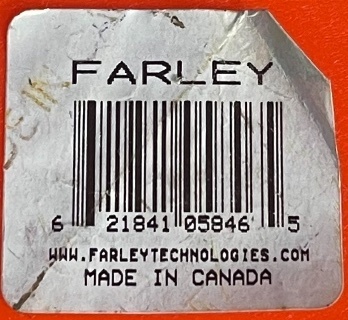 FARLEY
6 21841 05846 5
WWW.FARLEYTECHNOLOGIES.COM
MADE IN CANADA